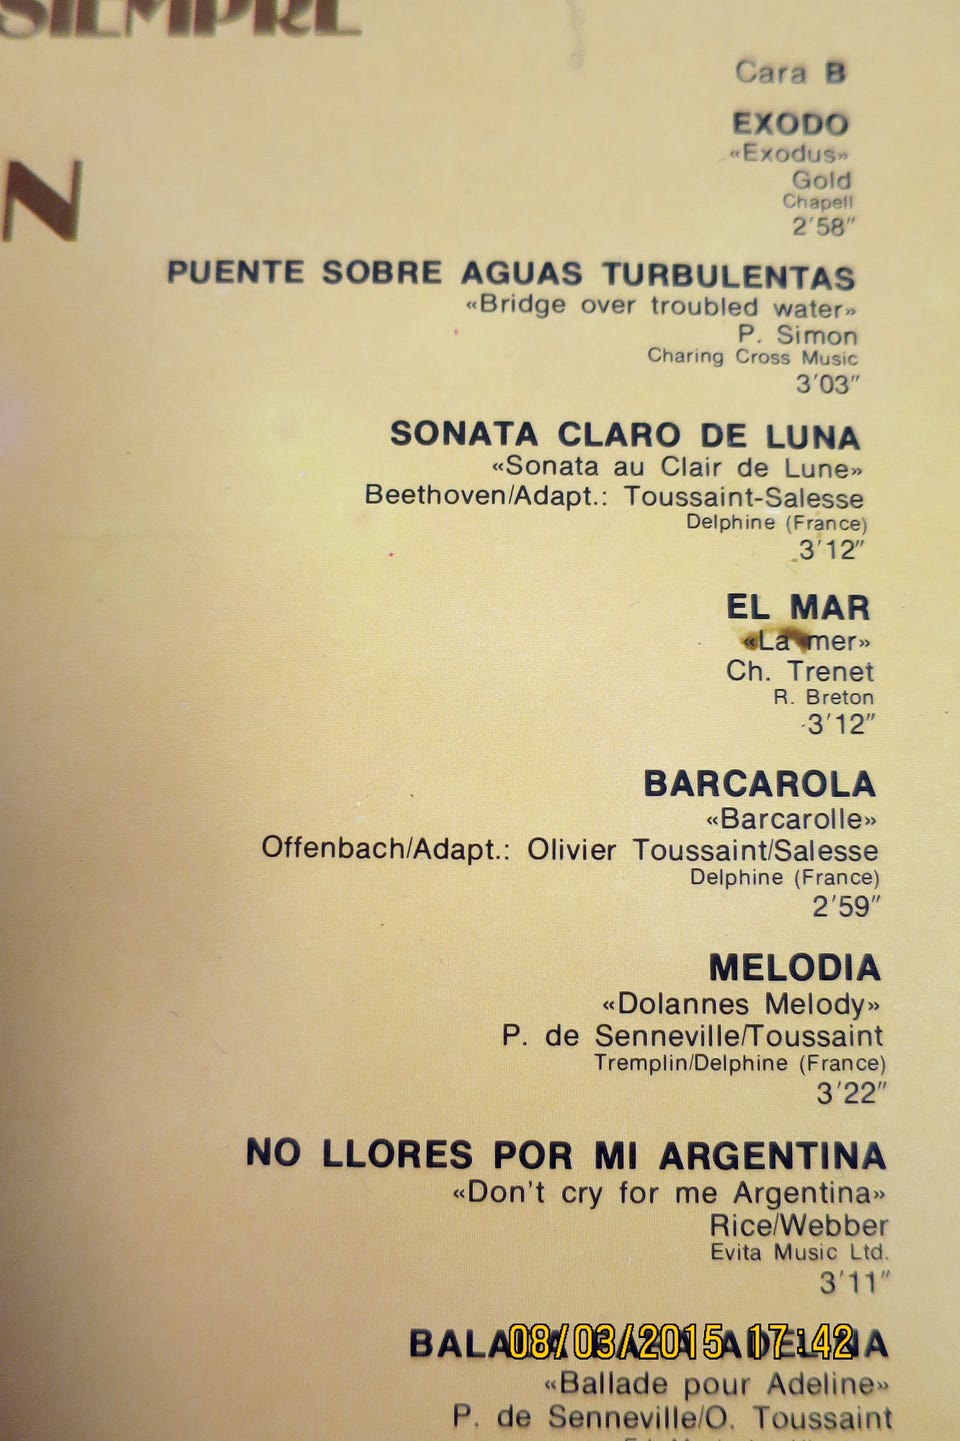 SIEMPRE
N
Cara B
EXODO
«Exodus»
Gold
Chapell
2'58"
PUENTE SOBRE AGUAS TURBULENTAS
«Bridge over troubled water»
P. Simon
Charing Cross Music
3'03"
SONATA CLARO DE LUNA
«Sonata au Clair de Lune»
Beethoven/Adapt.: Toussaint-Salesse
Delphine (France)
3'12"
EL MAR
«La mer»
Ch. Trenet
R. Breton
3'12"
BARCAROLA
«Barcarolle»
Offenbach/Adapt.: Olivier Toussaint/Salesse
Delphine (France)
2'59"
MELODIA
«Dolannes Melody»
P. de Senneville/Toussaint
Tremplin/Delphine (France)
3'22"
NO LLORES POR MI ARGENTINA
«Don't cry for me Argentina»
Rice/Webber
Evita Music Ltd.
3'11"
BALADA PARA ADELINA
08/03/2015 17:42
«Ballade pour Adeline»
P. de Senneville/O. Toussaint